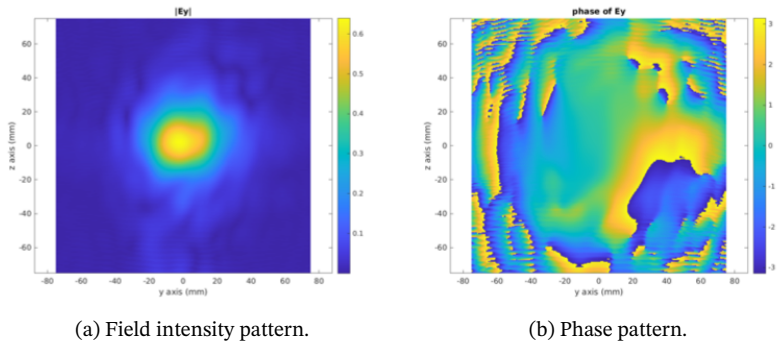 |Ey|
60
40
20
0
-20
-40
-60
z axis (mm)
-80 -60 -40 -20 0 20 40 60 80
y axis (mm)
0.6
0.5
0.4
0.3
0.2
0.1
phase of Ey
60
40
20
0
-20
-40
-60
z axis (mm)
-80 -60 -40 -20 0 20 40 60 80
y axis (mm)
3
2
1
0
-1
-2
-3
(a) Field intensity pattern.
(b) Phase pattern.